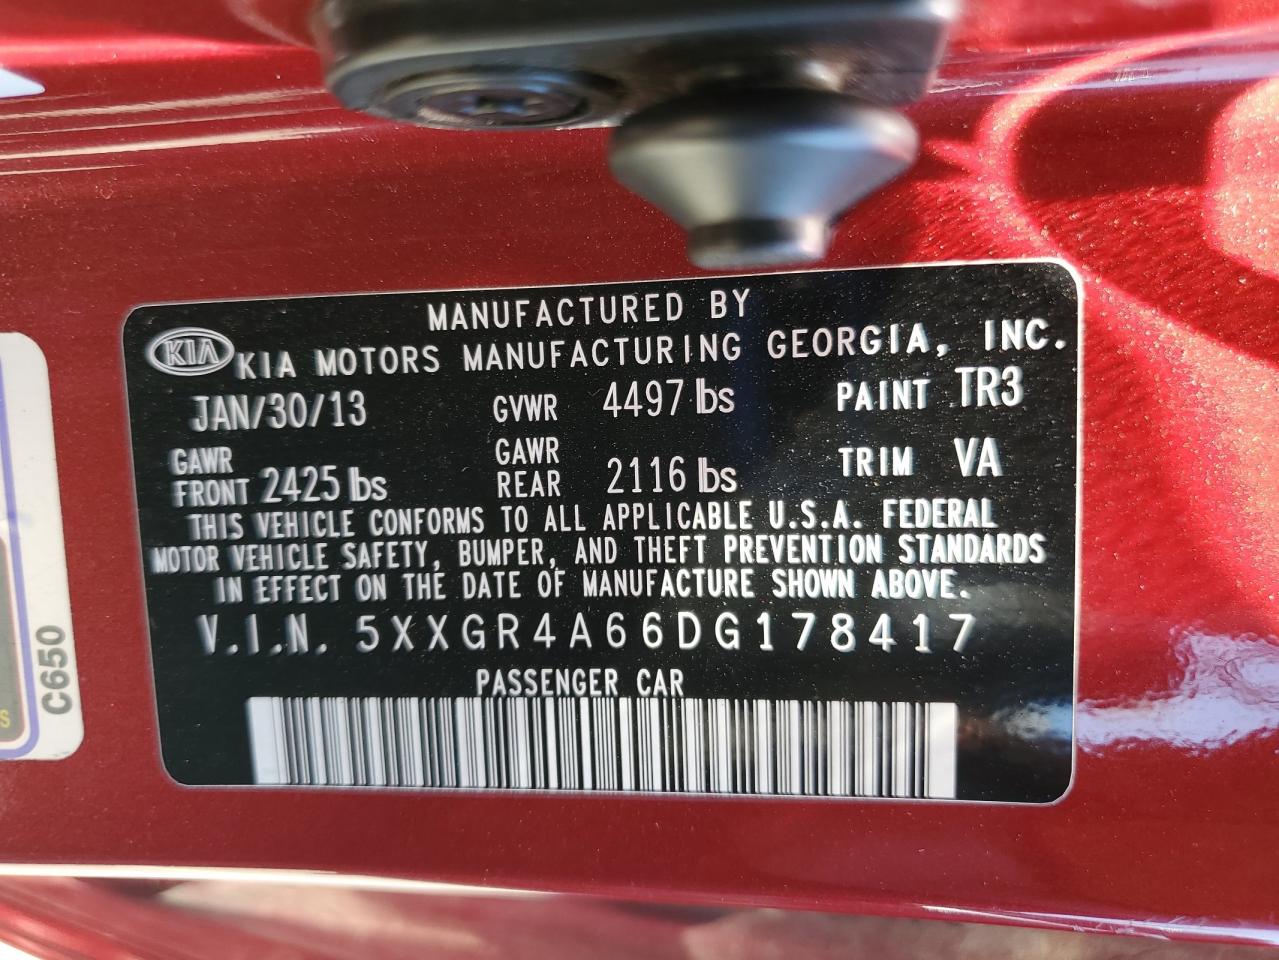 MANUFACTURED BY
KIA KIA MOTORS MANUFACTURING GEORGIA, INC.
JAN/30/13 GVWR 4497 lbs PAINT TR3
GAWR FRONT 2425 lbs GAWR REAR 2116 lbs TRIM VA
THIS VEHICLE CONFORMS TO ALL APPLICABLE U.S.A. FEDERAL
MOTOR VEHICLE SAFETY, BUMPER, AND THEFT PREVENTION STANDARDS
IN EFFECT ON THE DATE OF MANUFACTURE SHOWN ABOVE.
V.I.N. 5XXGR4A66DG178417
PASSENGER CAR
C650